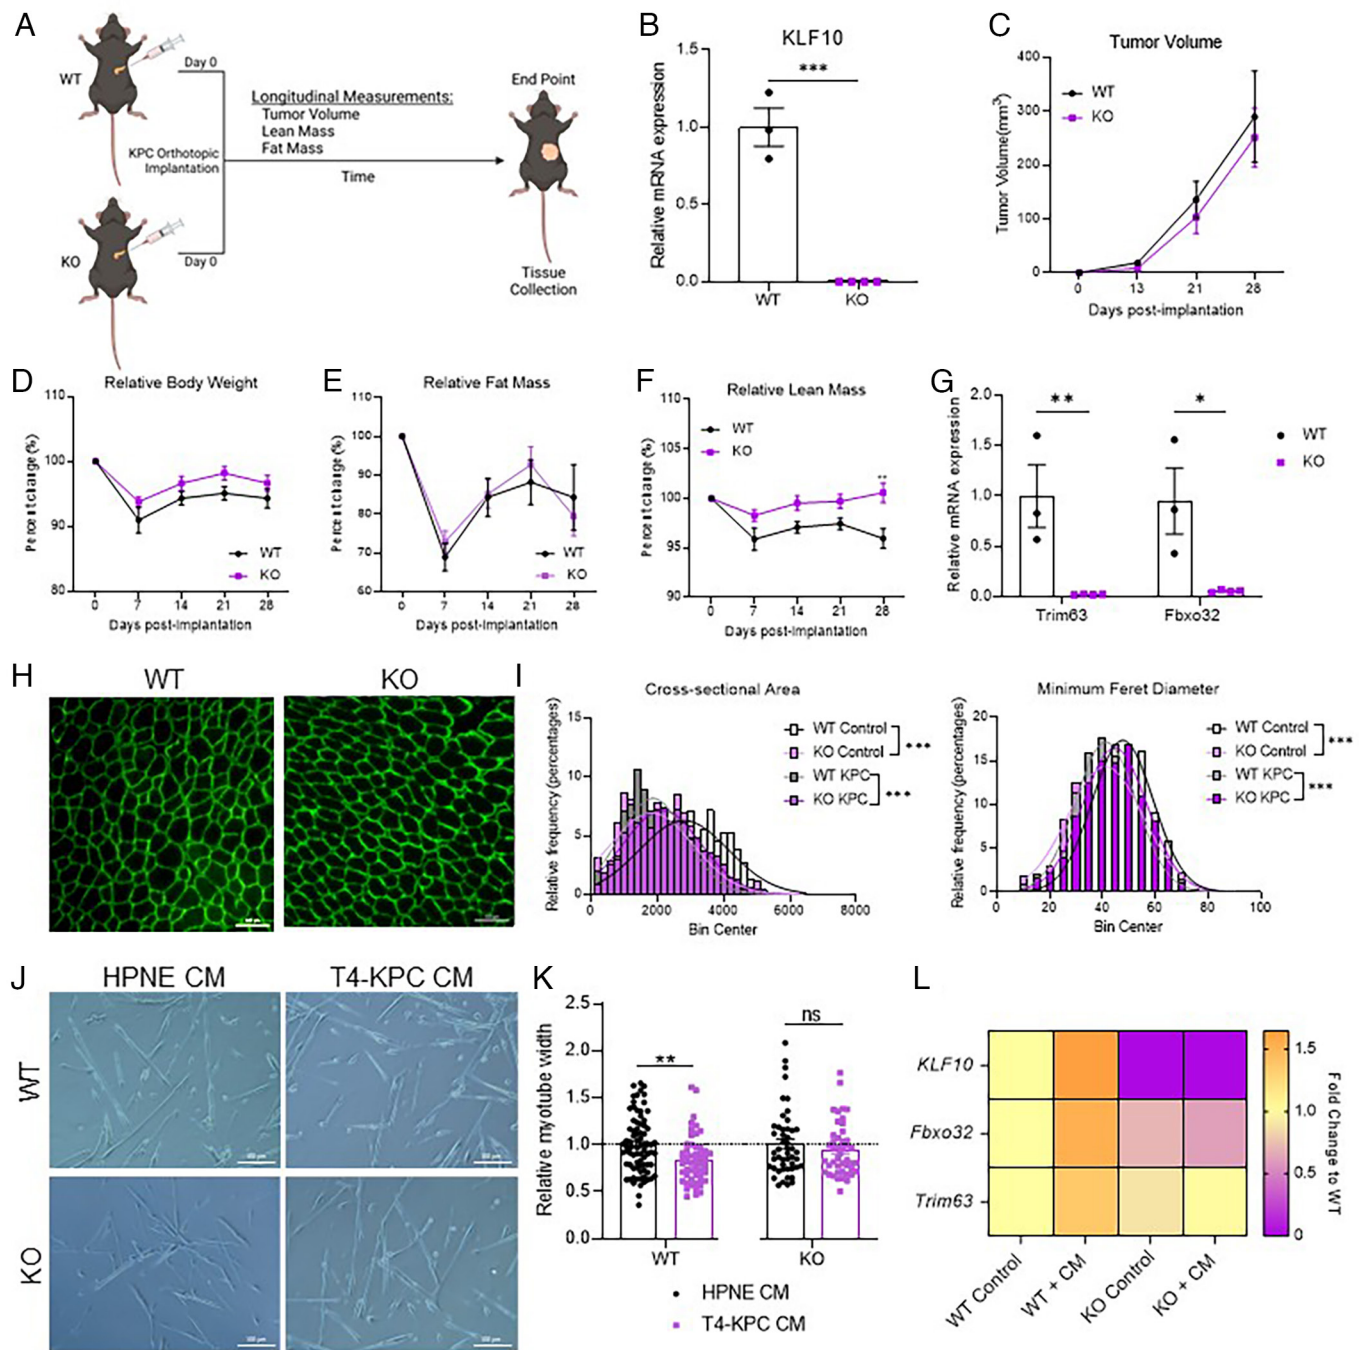 A
WT
Day 0
KPC Orthotopic
Implantation
KO
Day 0
Longitudinal Measurements:
Tumor Volume
Lean Mass
Fat Mass
Time
End Point
Tissue
Collection
B
KLF10
***
Relative mRNA expression
1.5
1.0
0.5
0.0
WT
KO
C
Tumor Volume
Tumor Volume(mm³)
400
300
200
100
0
WT
KO
0
13
21
28
Days post-implantation
D
Relative Body Weight
Percent change (%)
110
100
90
80
WT
KO
0
7
14
21
28
Days post-implantation
E
Relative Fat Mass
Percent change (%)
110
100
90
80
70
60
WT
KO
0
7
14
21
28
Days post-implantation
F
Relative Lean Mass
Percent change (%)
110
105
100
95
90
WT
KO
**
0
7
14
21
28
Days post-implantation
G
Relative mRNA expression
2.0
1.5
1.0
0.5
0.0
**
*
Trim63
Fbxo32
WT
KO
H
WT
KO
I
Cross-sectional Area
Relative frequency (percentages)
15
10
5
0
WT Control
KO Control
WT KPC
KO KPC
***
***
0
2000
4000
6000
8000
Bin Center
Minimum Feret Diameter
Relative frequency (percentages)
20
15
10
5
0
WT Control
KO Control
WT KPC
KO KPC
***
***
0
20
40
60
80
100
Bin Center
J
HPNE CM
T4-KPC CM
WT
KO
K
Relative myotube width
2.5
2.0
1.5
1.0
0.5
0.0
**
ns
WT
KO
HPNE CM
T4-KPC CM
L
KLF10
Fbxo32
Trim63
WT Control
WT + CM
KO Control
KO + CM
1.5
1.0
0.5
0
Fold Change to WT